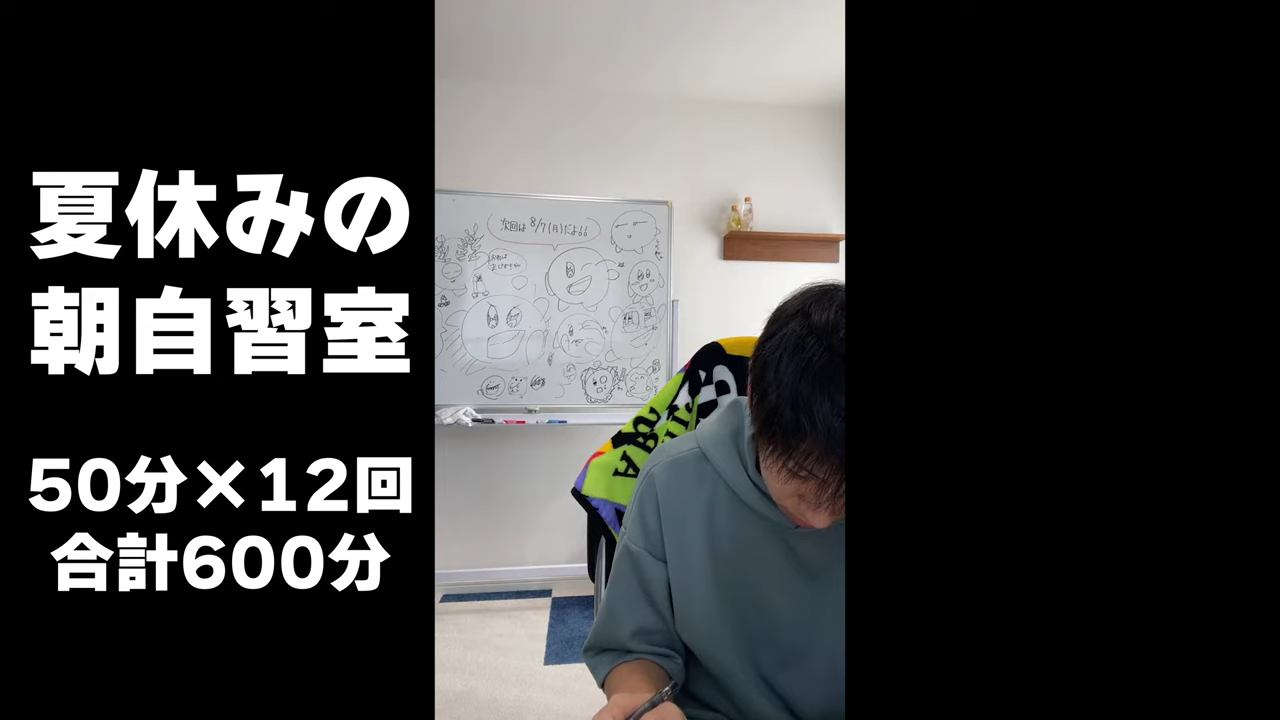 夏休みの
朝自習室
50分×12回
合計600分
次回は 8/7(月)だよ!!